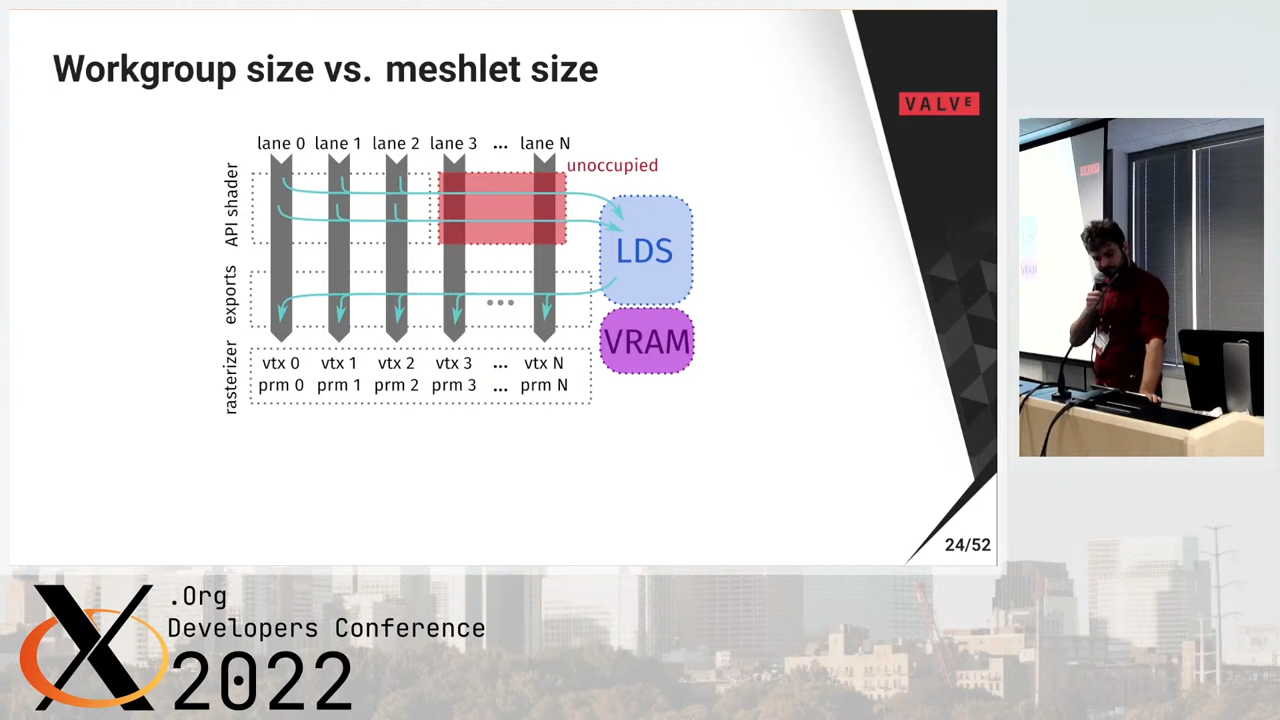 Workgroup size vs. meshlet size
VALVE
lane 0 lane 1 lane 2 lane 3 ... lane N
unoccupied
API shader
LDS
exports
...
VRAM
rasterizer
vtx 0 vtx 1 vtx 2 vtx 3 ... vtx N
prm 0 prm 1 prm 2 prm 3 ... prm N
24/52
VRAM
X.Org
Developers Conference
2022